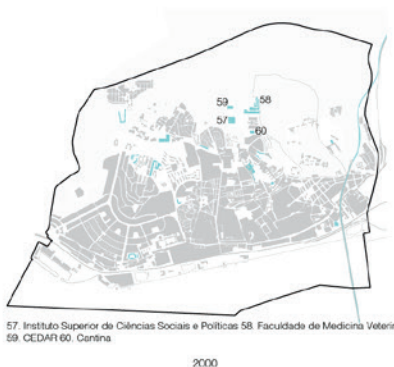 59
58
57
60
57. Instituto Superior de Ciências Sociais e Políticas 58. Faculdade de Medicina Veterin
59. CEDAR 60. Cantina
2000